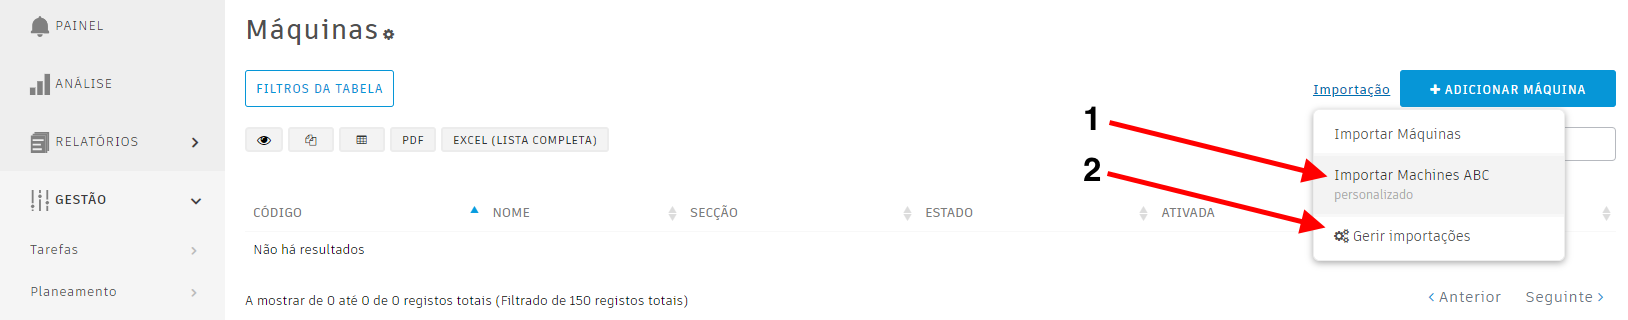 PAINEL
ANÁLISE
RELATÓRIOS
GESTÃO
Tarefas
Planeamento
Máquinas
FILTROS DA TABELA
Importação
ADICIONAR MÁQUINA
PDF
EXCEL (LISTA COMPLETA)
1
2
Importar Máquinas
Importar Machines ABC
personalizado
Gerir importações
CÓDIGO NOME SECÇÃO ESTADO ATIVADA
Não há resultados
A mostrar de 0 até 0 de 0 registos totais (Filtrado de 150 registos totais)
Anterior Seguinte